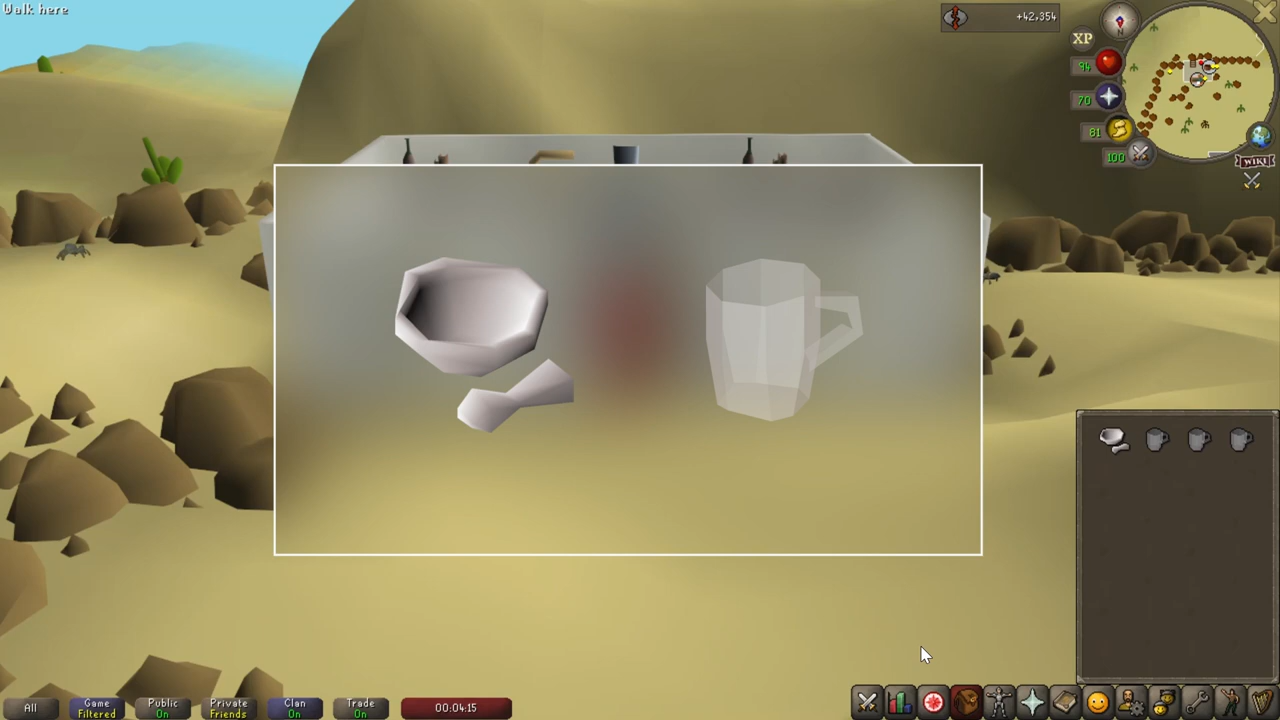 Walk here
+42,354
XP
N
94
70
81
100
WIKI
All
Game
Filtered
Public
On
Private
Friends
Clan
On
Trade
On
00:04:15